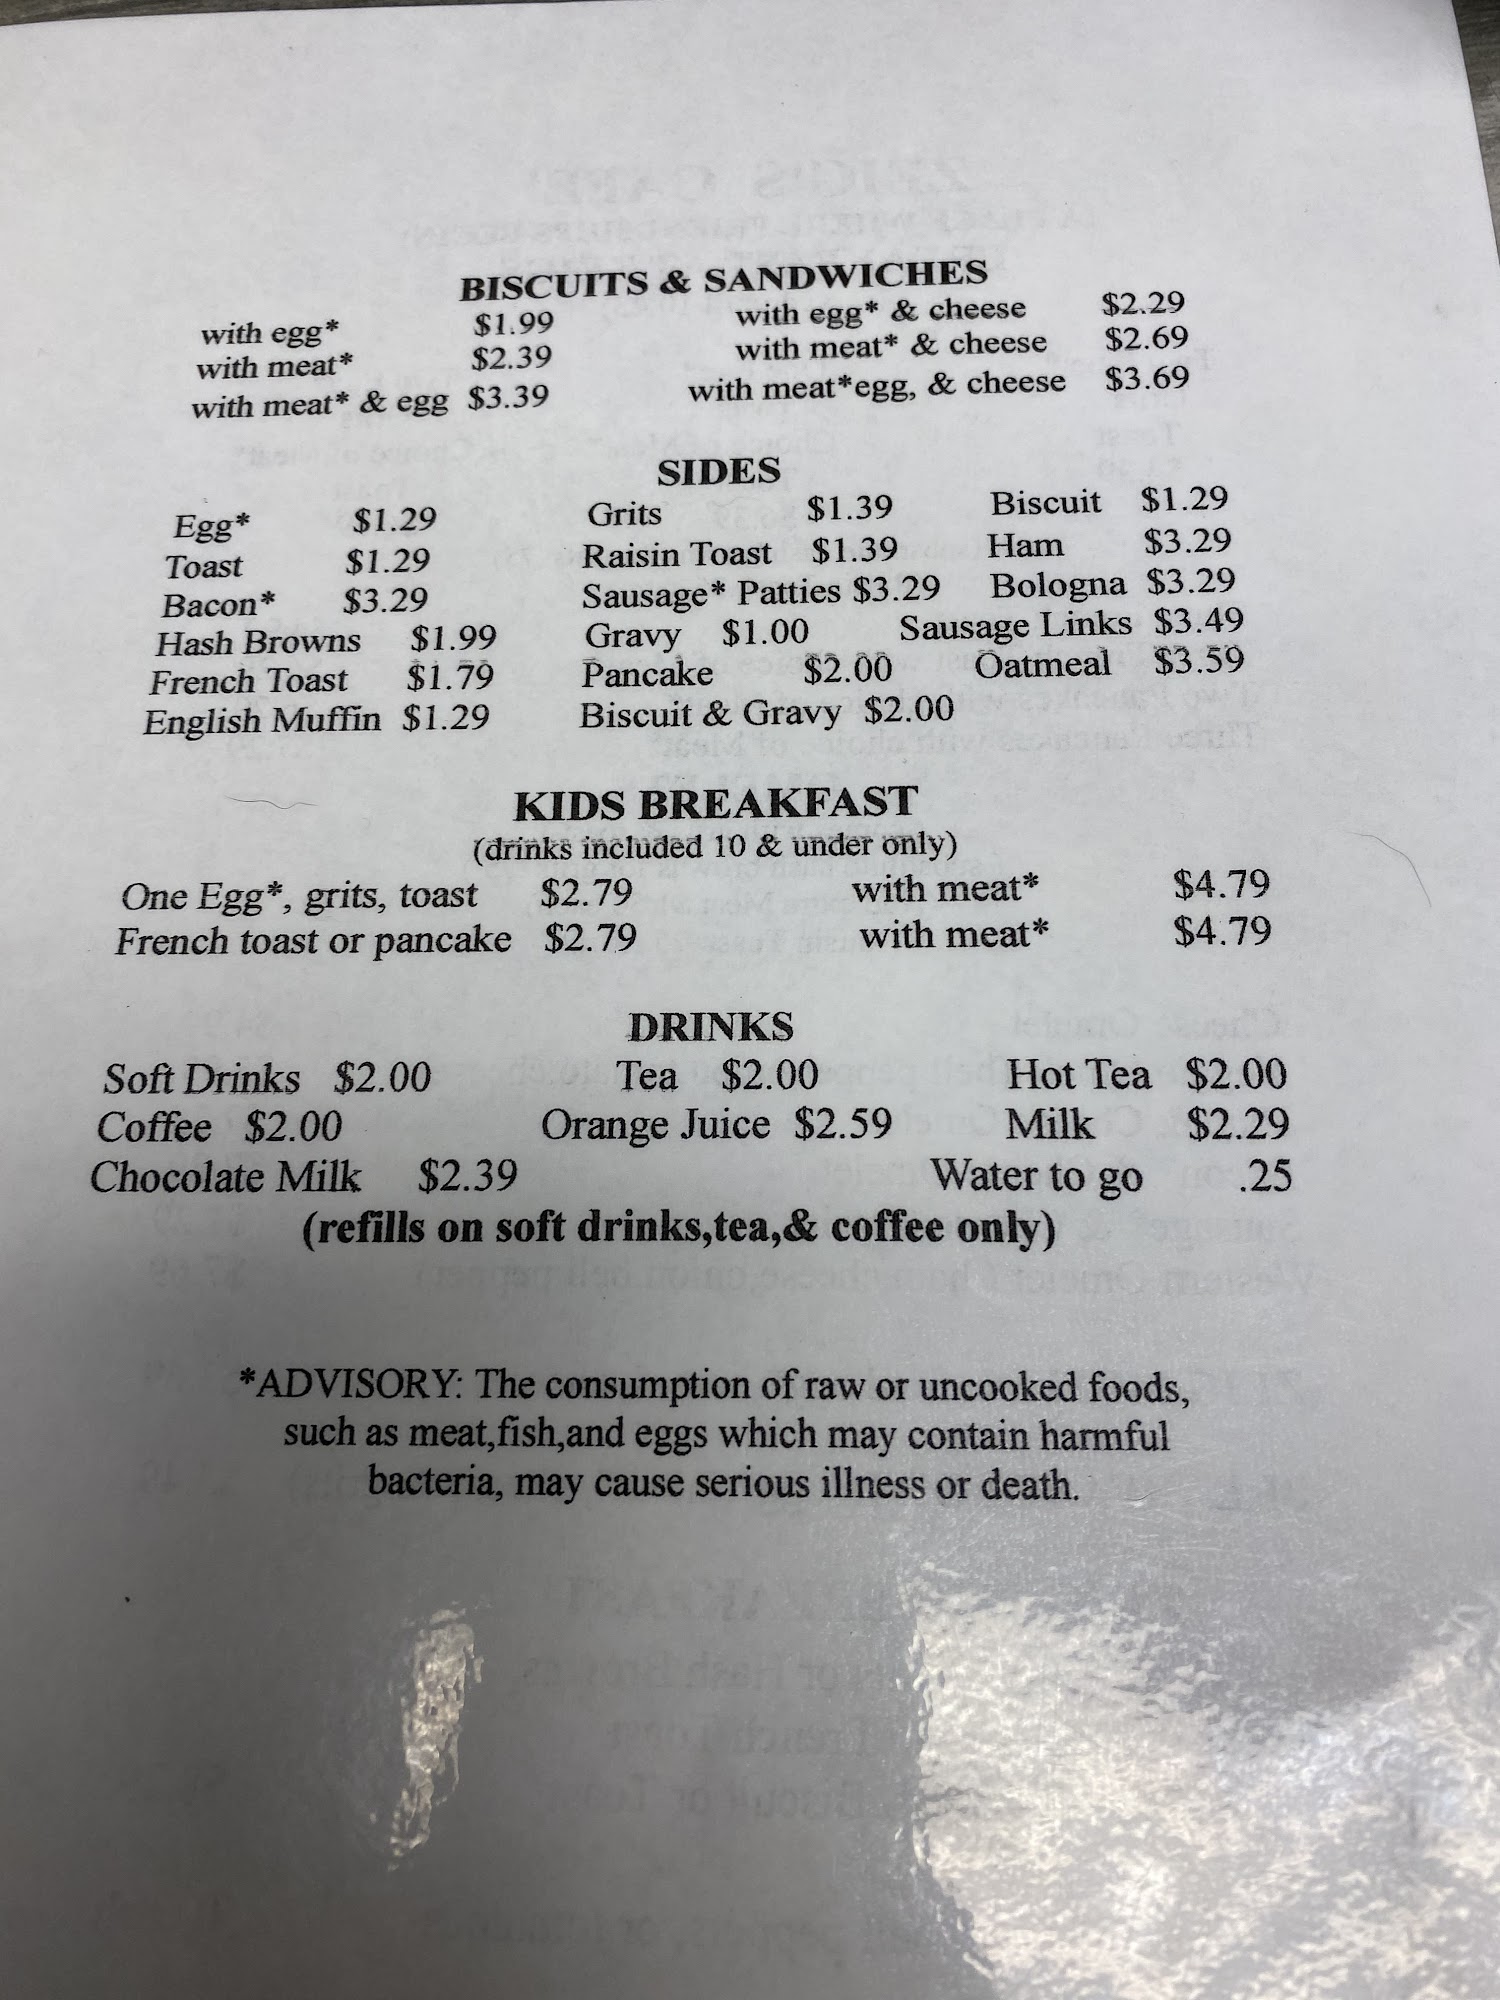 BISCUITS & SANDWICHES
with egg* $1.99 with egg* & cheese $2.29
with meat* $2.39 with meat* & cheese $2.69
with meat* & egg $3.39 with meat*egg, & cheese $3.69
SIDES
Egg* $1.29 Grits $1.39 Biscuit $1.29
Toast $1.29 Raisin Toast $1.39 Ham $3.29
Bacon* $3.29 Sausage* Patties $3.29 Bologna $3.29
Hash Browns $1.99 Gravy $1.00 Sausage Links $3.49
French Toast $1.79 Pancake $2.00 Oatmeal $3.59
English Muffin $1.29 Biscuit & Gravy $2.00
KIDS BREAKFAST
(drinks included 10 & under only)
One Egg*, grits, toast $2.79 with meat* $4.79
French toast or pancake $2.79 with meat* $4.79
DRINKS
Soft Drinks $2.00 Tea $2.00 Hot Tea $2.00
Coffee $2.00 Orange Juice $2.59 Milk $2.29
Chocolate Milk $2.39 Water to go .25
(refills on soft drinks,tea,& coffee only)
*ADVISORY: The consumption of raw or uncooked foods,
such as meat,fish,and eggs which may contain harmful
bacteria, may cause serious illness or death.